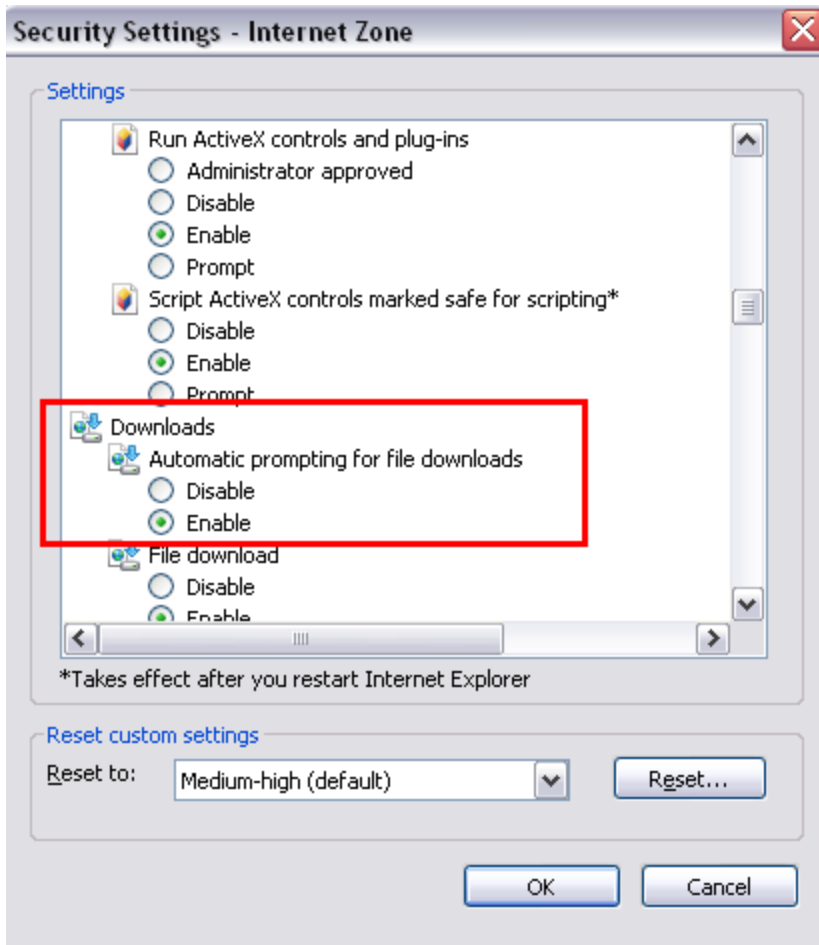 Security Settings - Internet Zone
Settings
Run ActiveX controls and plug-ins
Administrator approved
Disable
Enable
Prompt
Script ActiveX controls marked safe for scripting*
Disable
Enable
Prompt
Downloads
Automatic prompting for file downloads
Disable
Enable
File download
Disable
Enable
*Takes effect after you restart Internet Explorer
Reset custom settings
Reset to: Medium-high (default) Reset...
OK Cancel